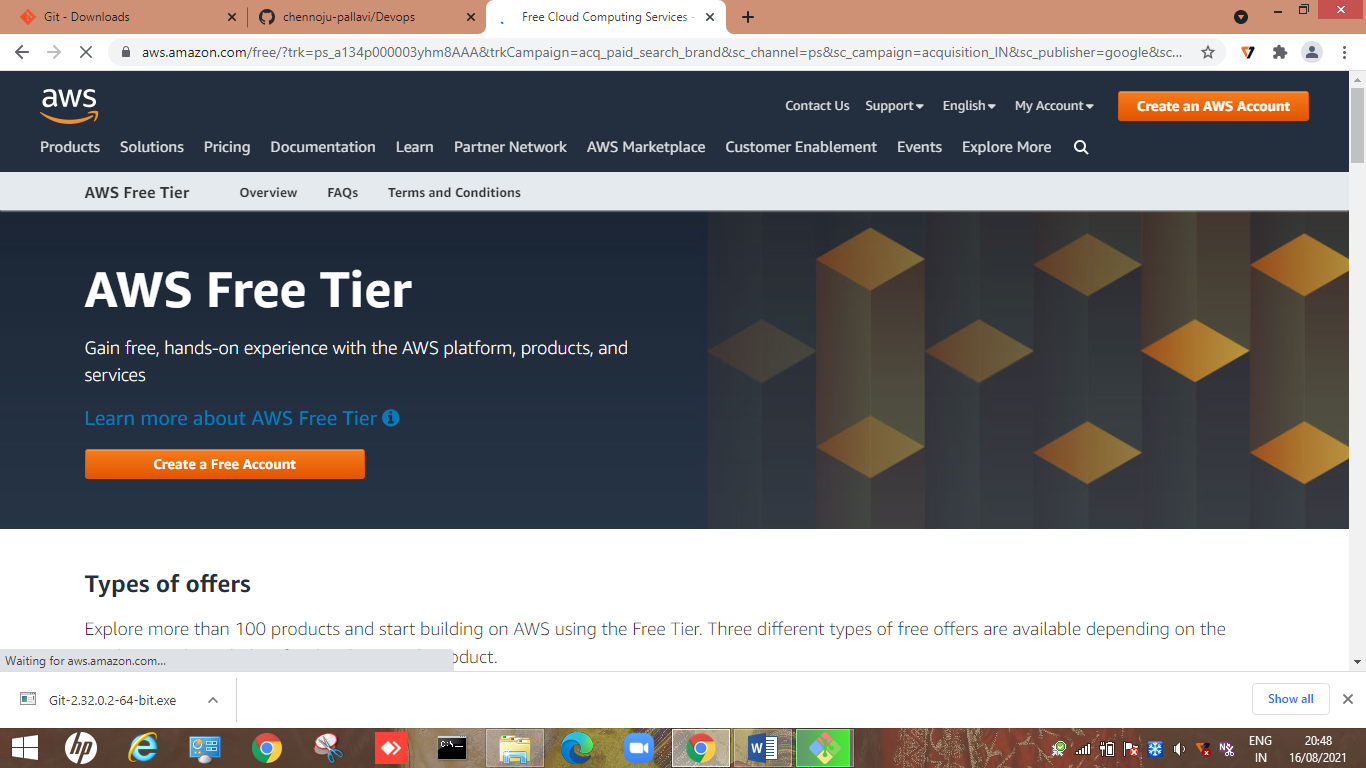 Git - Downloads
chennoju-pallavi/Devops
Free Cloud Computing Services -
aws.amazon.com/free/?trk=ps_a134p000003yhm8AAA&trkCampaign=acq_paid_search_brand&sc_channel=ps&sc_campaign=acquisition_IN&sc_publisher=google&sc...
aws
Contact Us Support English My Account Create an AWS Account
Products Solutions Pricing Documentation Learn Partner Network AWS Marketplace Customer Enablement Events Explore More
AWS Free Tier Overview FAQs Terms and Conditions
AWS Free Tier
Gain free, hands-on experience with the AWS platform, products, and
services
Learn more about AWS Free Tier
Create a Free Account
Types of offers
Explore more than 100 products and start building on AWS using the Free Tier. Three different types of free offers are available depending on the
Waiting for aws.amazon.com...
Git-2.32.0.2-64-bit.exe
Show all
hp
C:\
ENG
IN
20:48
16/08/2021